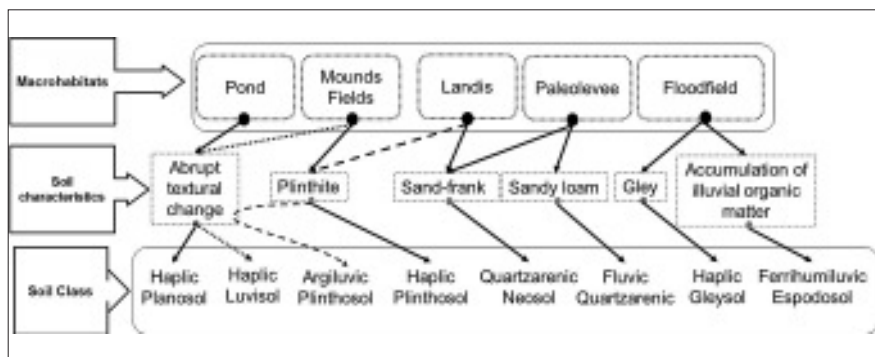 Macrohabitats
Pond
Mounds
Fields
Landis
Paleolevee
Floodfield
Soil
characteristics
Abrupt
textural
change
Plinthite
Sand-frank
Sandy loam
Gley
Accumulation of
illuvial organic
matter
Soil Class
Haplic
Planosol
Haplic
Luvisol
Argiluvic
Plinthosol
Haplic
Plinthosol
Quartzarenic
Neosol
Fluvic
Quartzarenic
Haplic
Gleysol
Ferrihumiluvic
Espodosol